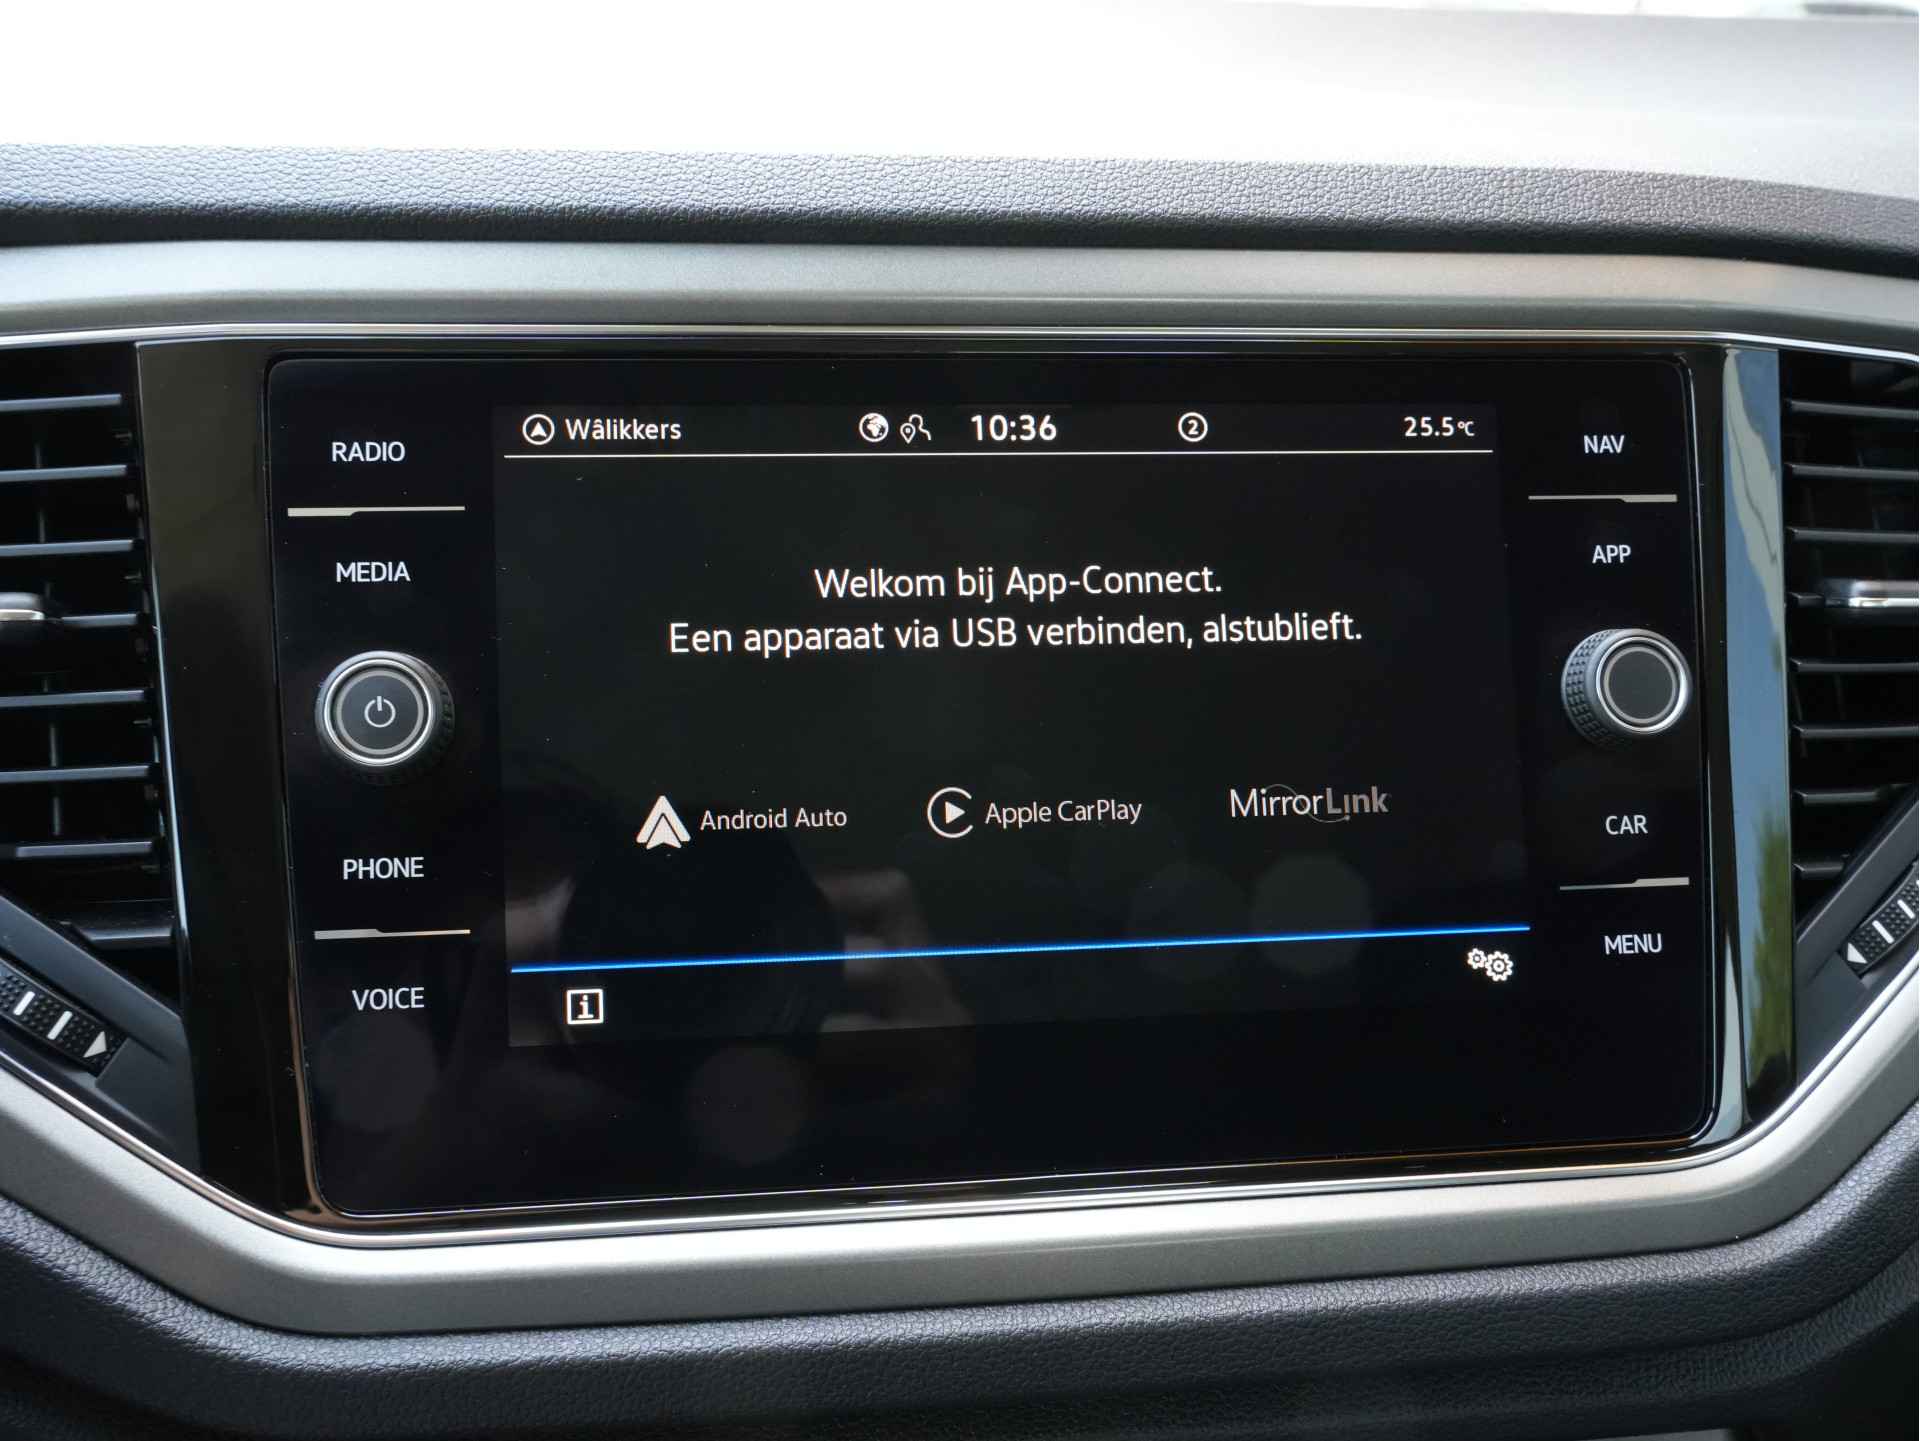 Wâlikkers 10:36 2 25.5°C
RADIO
MEDIA
PHONE
VOICE
Welkom bij App-Connect.
Een apparaat via USB verbinden, alstublieft.
Android Auto Apple CarPlay MirrorLink
i
NAV
APP
CAR
MENU